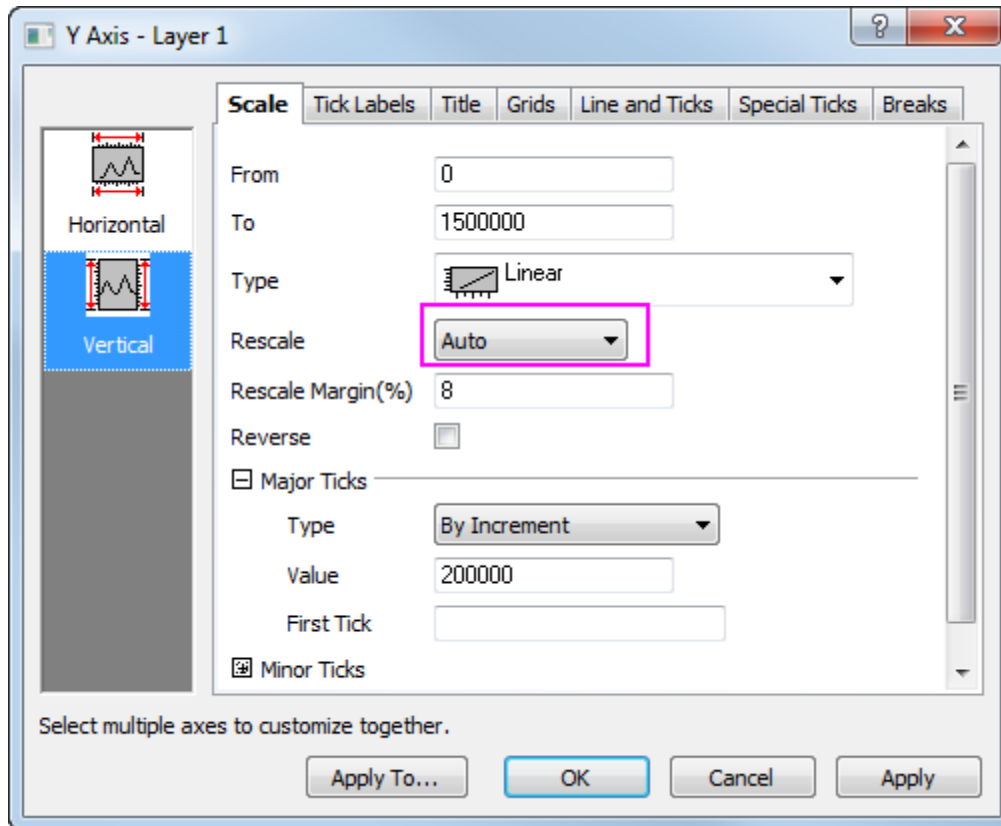 Y Axis - Layer 1
?
Scale Tick Labels Title Grids Line and Ticks Special Ticks Breaks
Horizontal
Vertical
From 0
To 1500000
Type Linear
Rescale Auto
Rescale Margin(%) 8
Reverse
Major Ticks
Type By Increment
Value 200000
First Tick
Minor Ticks
Select multiple axes to customize together.
Apply To... OK Cancel Apply